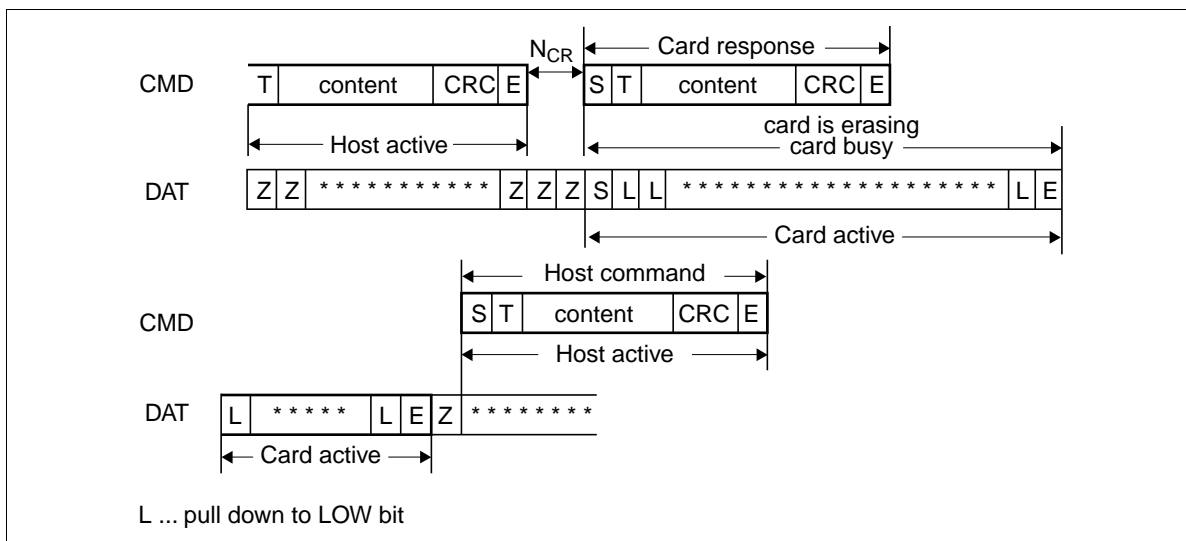 N_CR Card response
CMD T content CRC E S T content CRC E
Host active card is erasing
card busy
DAT Z Z * * * * * * * * * * * Z Z Z S L L * * * * * * * * * * * * * * * * * * * * * L E
Card active
Host command
CMD S T content CRC E
Host active
DAT L * * * * * L E Z * * * * * * * *
Card active
L ... pull down to LOW bit